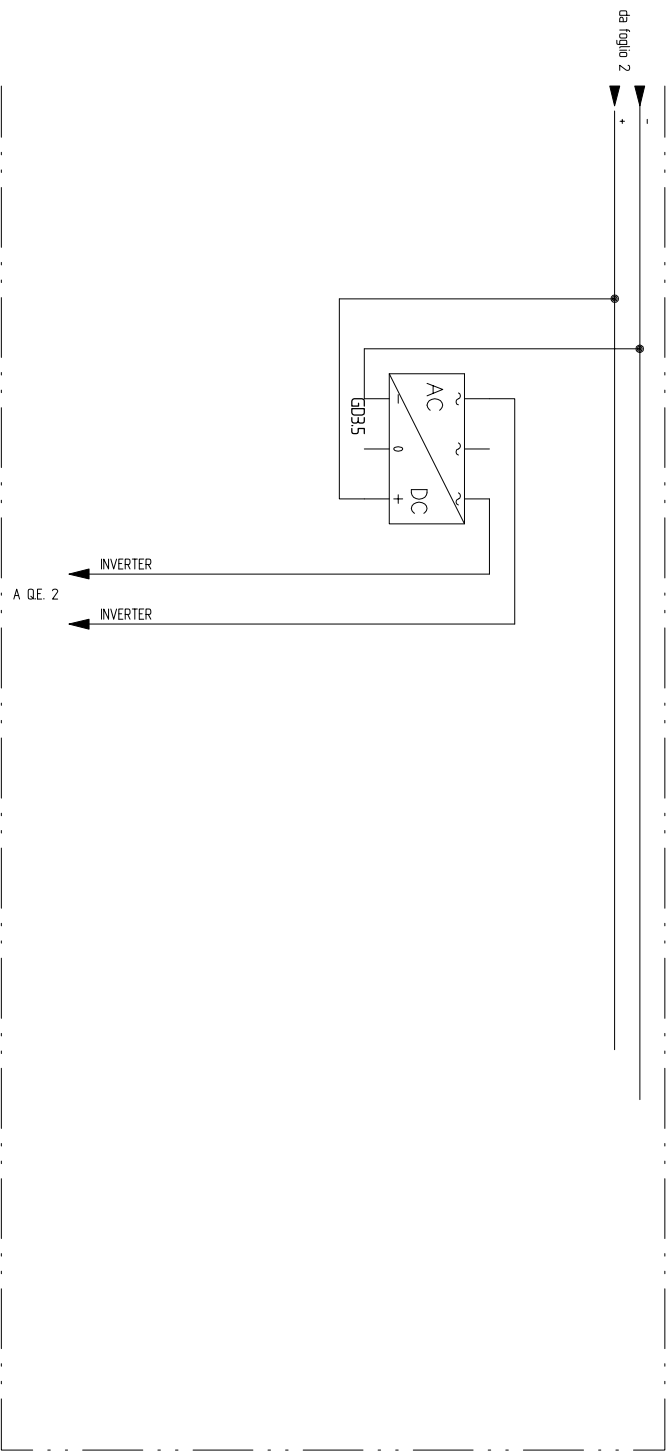 da foglio 2
+
-
AC
~
~
~
DC
-
0
+
GD3.5
INVERTER
A Q.E. 2
INVERTER